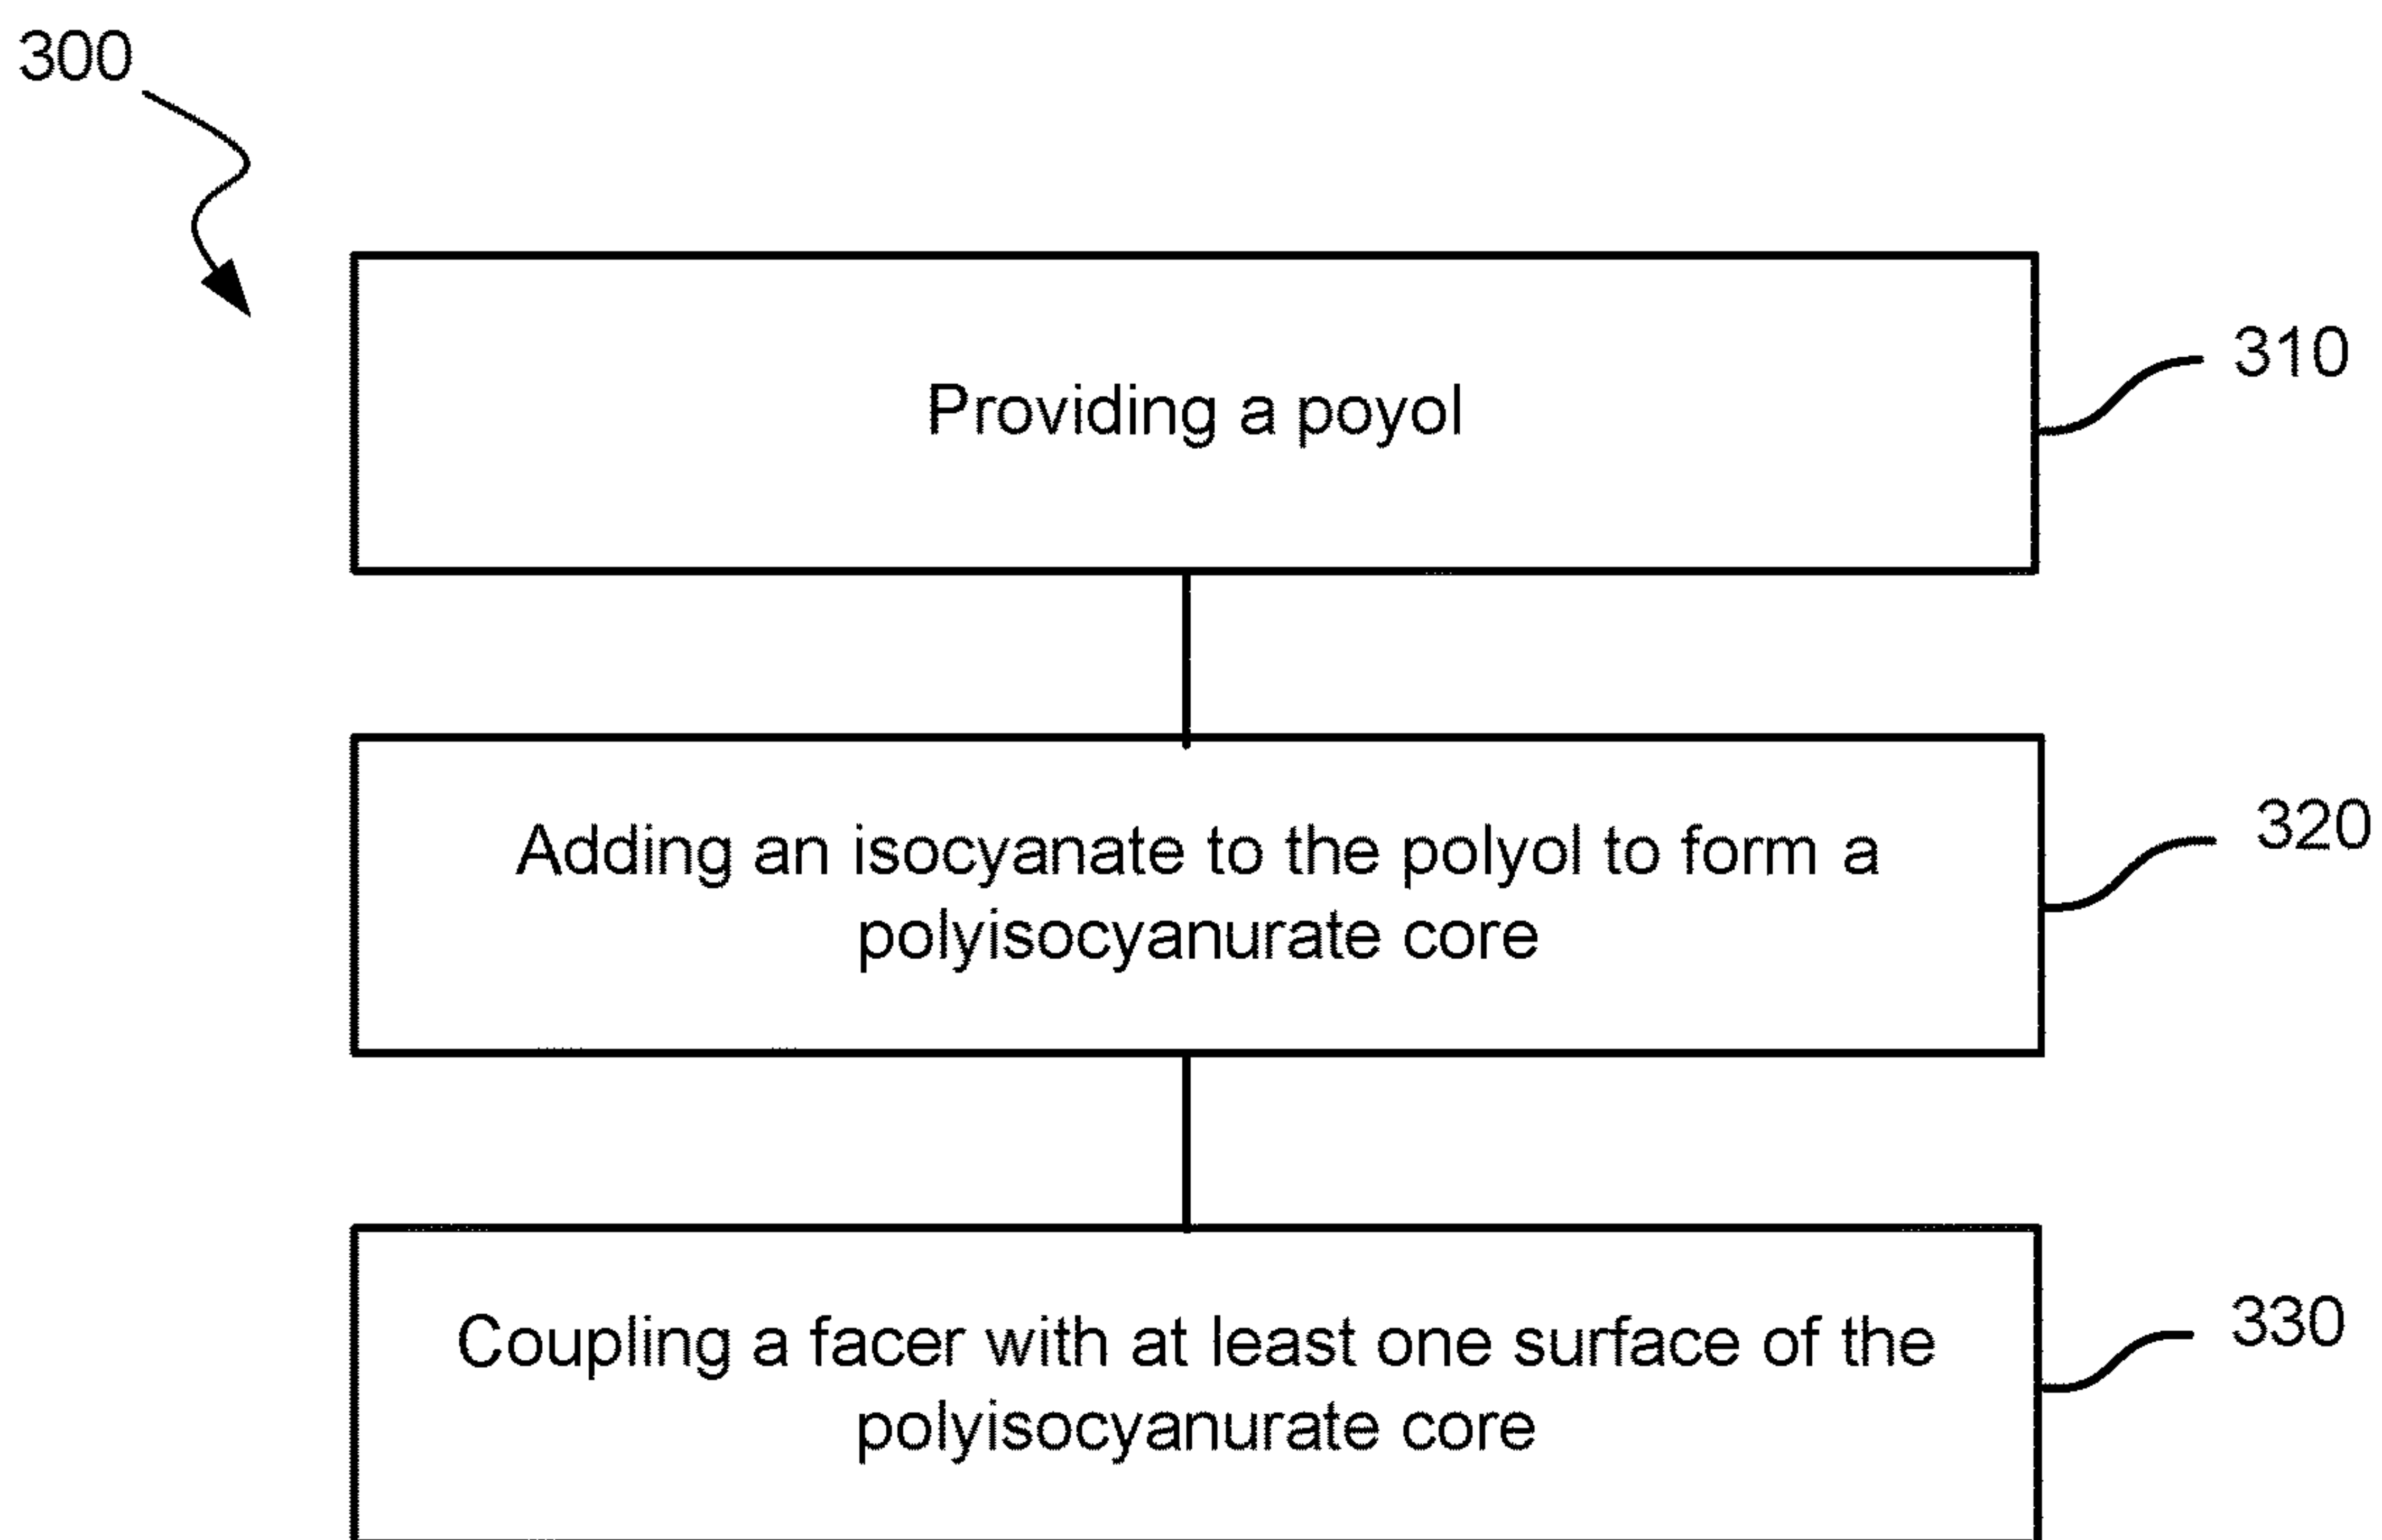 300
Providing a poyol
310
Adding an isocyanate to the polyol to form a
polyisocyanurate core
320
Coupling a facer with at least one surface of the
polyisocyanurate core
330